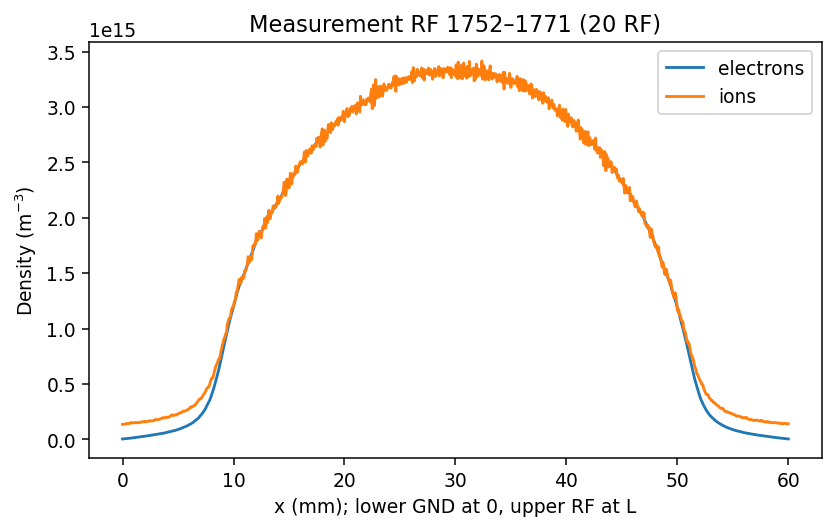 Measurement RF 1752–1771 (20 RF)
1e15
3.5
3.0
2.5
2.0
1.5
1.0
0.5
0.0
Density (m⁻³)
electrons
ions
0 10 20 30 40 50 60
x (mm); lower GND at 0, upper RF at L